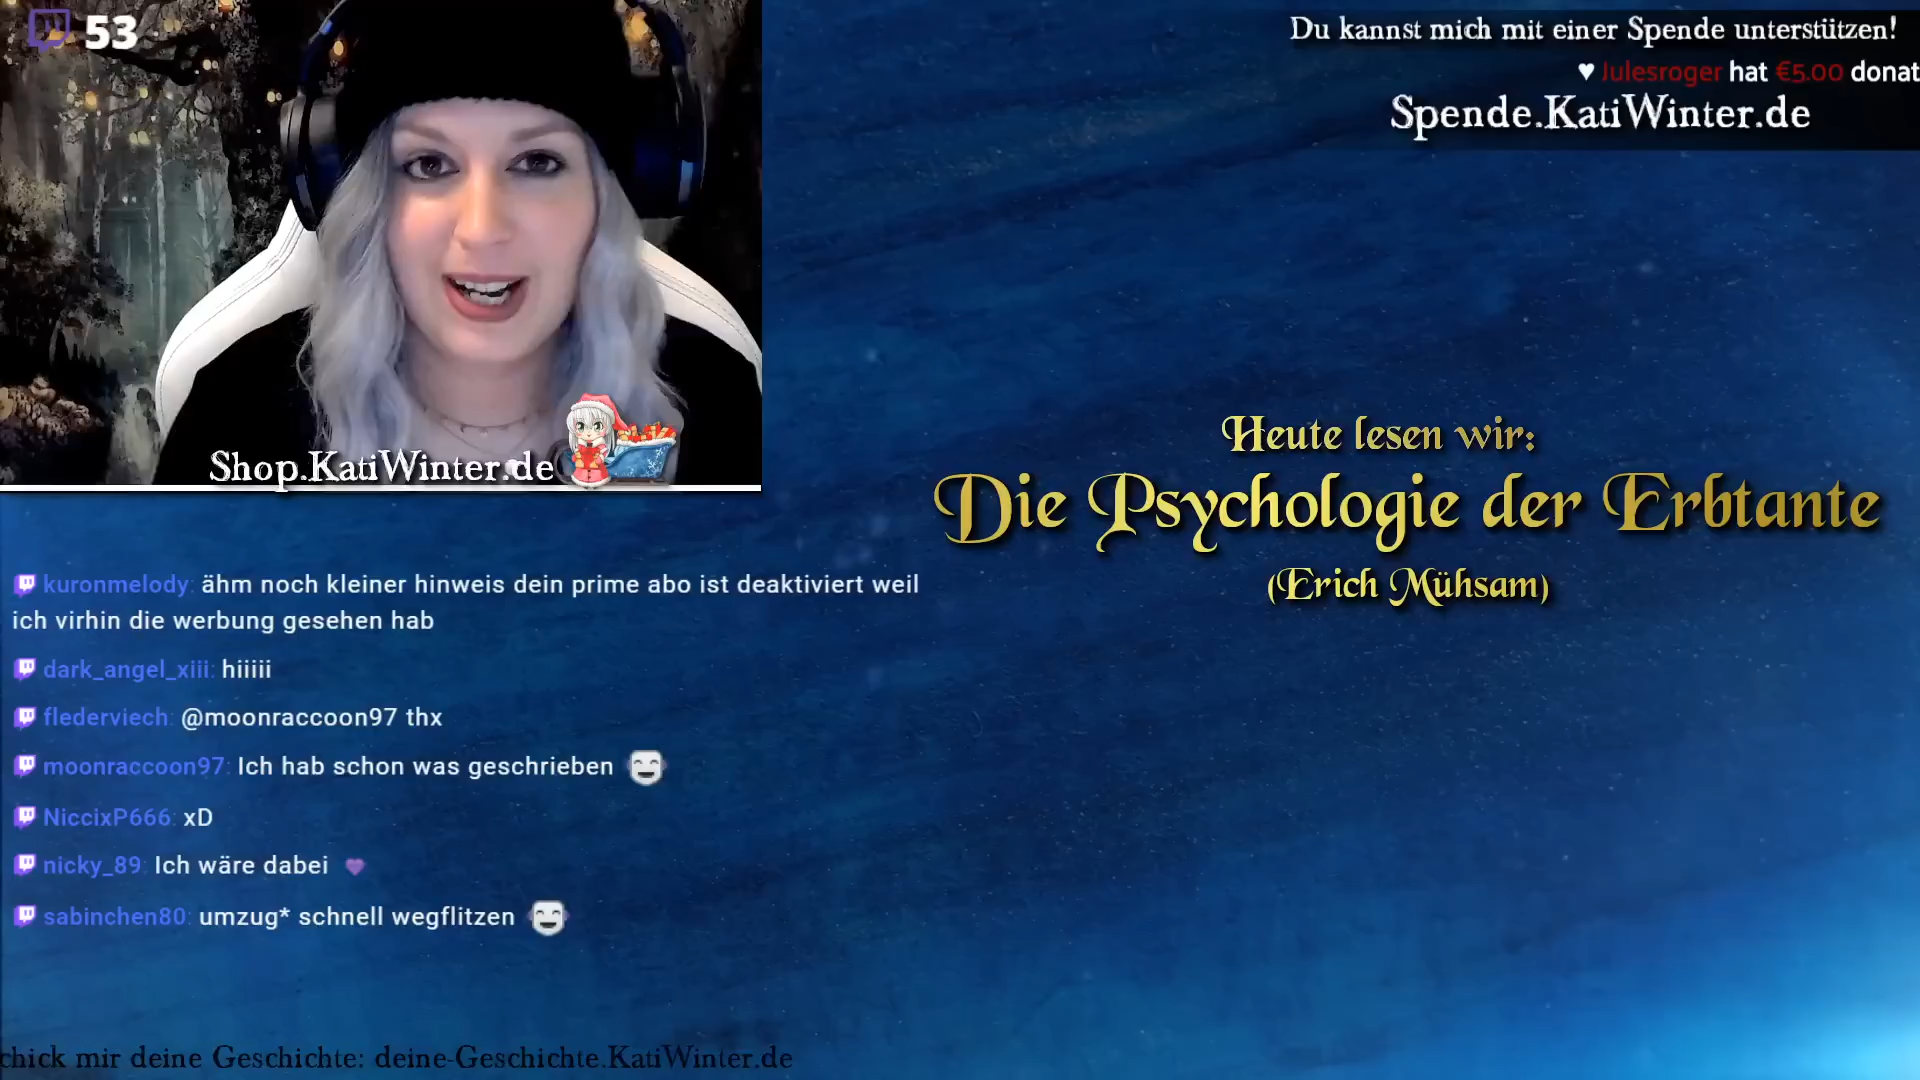 53
Du kannst mich mit einer Spende unterstützen!
♥ Julesroger hat €5.00 donat
Spende.KatiWinter.de
Shop.KatiWinter.de
Heute lesen wir:
Die Psychologie der Erbtante
(Erich Mühsam)
kuronmelody: ähm noch kleiner hinweis dein prime abo ist deaktiviert weil
ich virhin die werbung gesehen hab
dark_angel_xiii: hiiiii
flederviech: @moonraccoon97 thx
moonraccoon97: Ich hab schon was geschrieben
NiccixP666: xD
nicky_89: Ich wäre dabei
sabinchen80: umzug* schnell wegflitzen
chick mir deine Geschichte: deine-Geschichte.KatiWinter.de